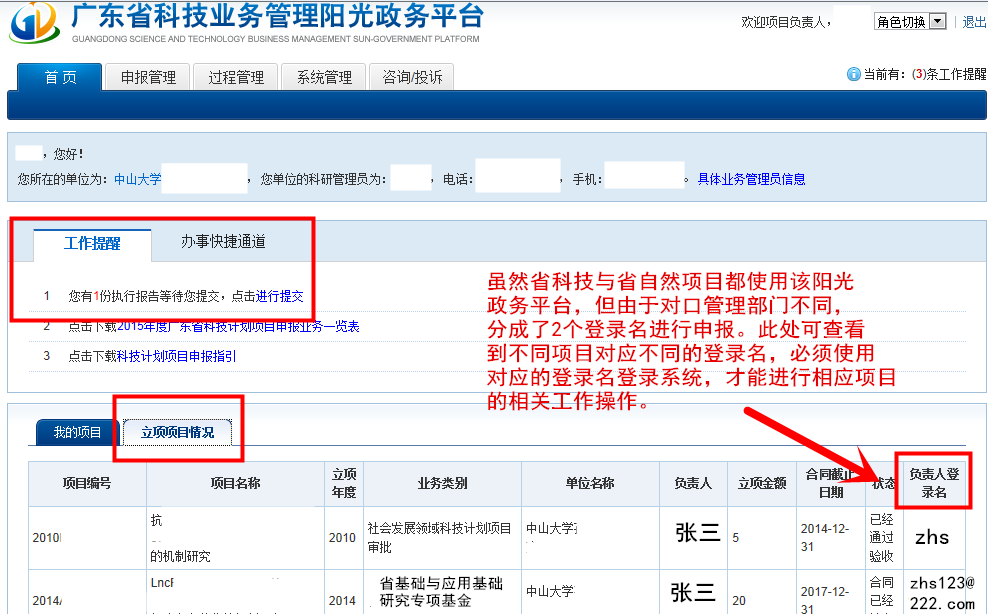 广东省科技业务管理阳光政务平台
GUANGDONG SCIENCE AND TECHNOLOGY BUSINESS MANAGEMENT SUN-GOVERNMENT PLATFORM
欢迎项目负责人，
角色切换
退出
首 页
申报管理
过程管理
系统管理
咨询/投诉
当前有：(3)条工作提醒
，您好！
您所在的单位为：中山大学 ，您单位的科研管理员为： ，电话： ，手机： 。具体业务管理员信息
工作提醒
办事快捷通道
1 您有1份执行报告等待您提交，点击进行提交
2 点击下载2015年度广东省科技计划项目申报业务一览表
3 点击下载科技计划项目申报指引
虽然省科技与省自然项目都使用该阳光
政务平台，但由于对口管理部门不同，
分成了2个登录名进行申报。此处可查看
到不同项目对应不同的登录名，必须使用
对应的登录名登录系统，才能进行相应项目
的相关工作操作。
我的项目
立项项目情况
项目编号
项目名称
立项
年度
业务类别
单位名称
负责人
立项金额
合同截止
日期
状态
负责人登
录名
2010
抗
的机制研究
2010
社会发展领域科技计划项目
审批
中山大学
张三
5
2014-12-
31
已经
通过
验收
zhs
2014
Lncf
2014
省基础与应用基础
研究专项基金
中山大学
张三
20
2017-12-
31
合同
已经
zhs123@
222.com